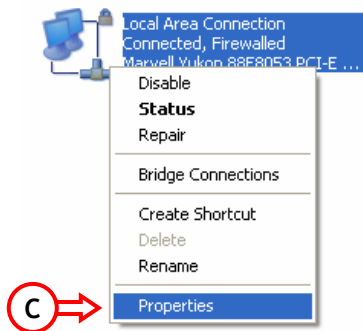 Local Area Connection
Connected, Firewalled
Marvell Yukon 88E8053 PCI-E ...
Disable
Status
Repair
Bridge Connections
Create Shortcut
Delete
Rename
C
Properties